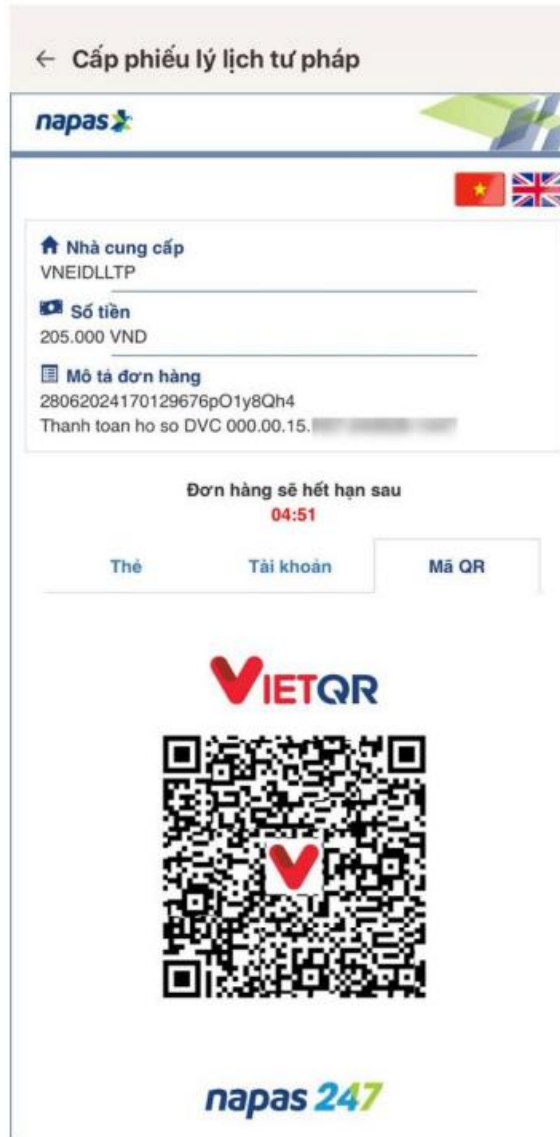 ← Cấp phiếu lý lịch tư pháp
napas
Nhà cung cấp
VNEIDLLTP
Số tiền
205.000 VND
Mô tả đơn hàng
28062024170129676pO1y8Qh4
Thanh toan ho so DVC 000.00.15.
Đơn hàng sẽ hết hạn sau
04:51
Thẻ Tài khoản Mã QR
VIETQR
napas 247